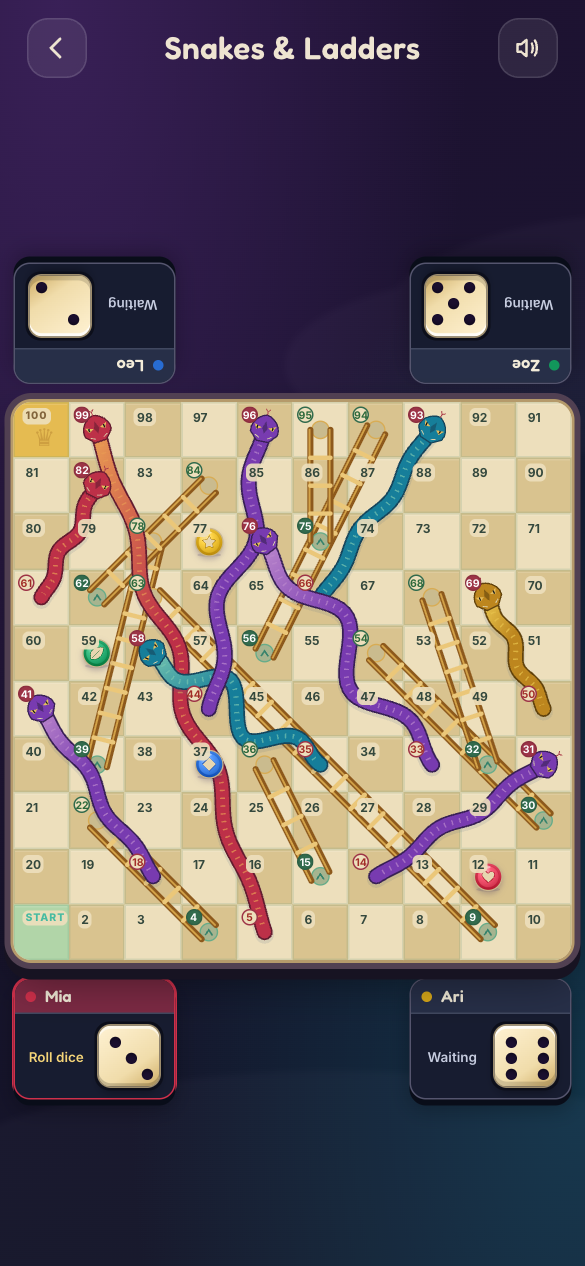 Snakes & Ladders
Waiting
Leo
Waiting
Zoe
100 99 98 97 96 95 94 93 92 91
81 82 83 84 85 86 87 88 89 90
80 79 78 77 76 75 74 73 72 71
61 62 63 64 65 66 67 68 69 70
60 59 58 57 56 55 54 53 52 51
41 42 43 44 45 46 47 48 49 50
40 39 38 37 36 35 34 33 32 31
21 22 23 24 25 26 27 28 29 30
20 19 18 17 16 15 14 13 12 11
START 2 3 4 5 6 7 8 9 10
Mia
Roll dice
Ari
Waiting